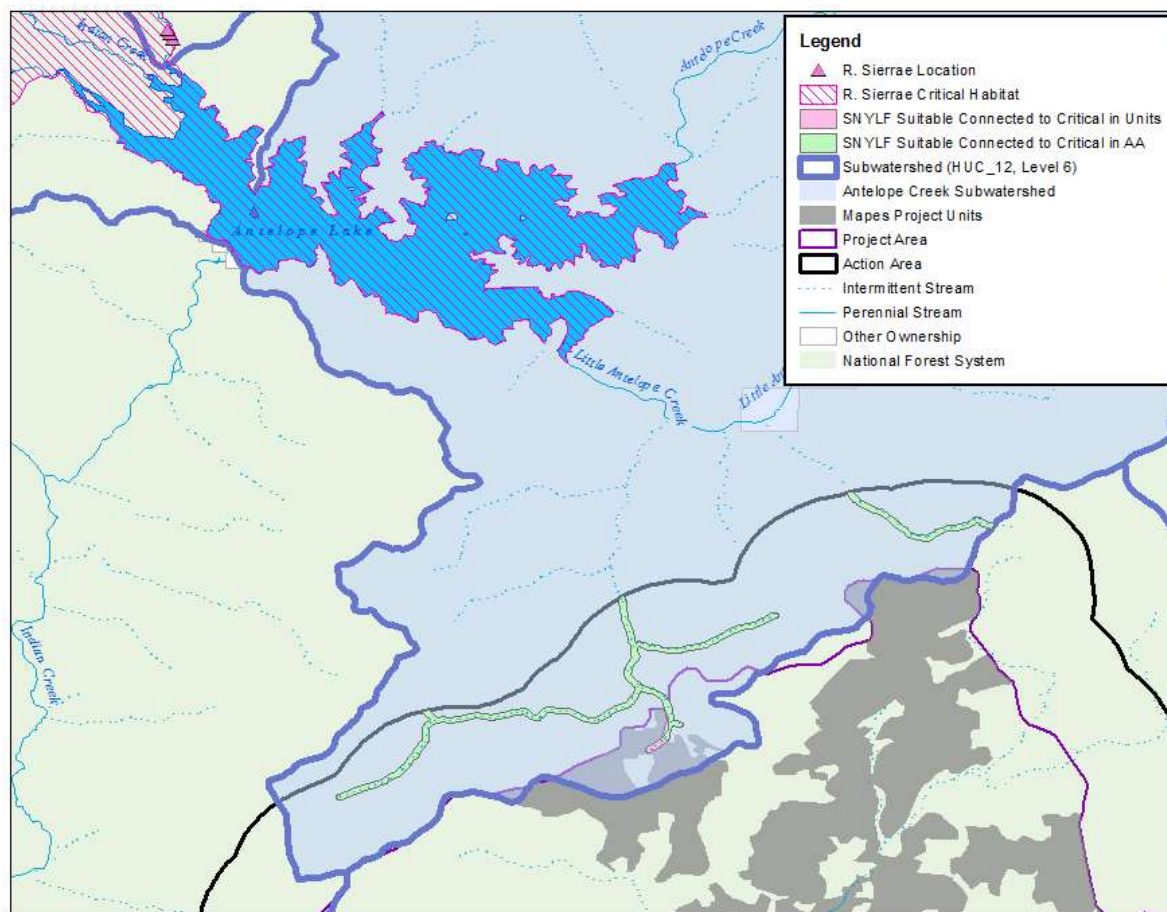 Indian Creek
Antelope Creek
Antelope Lake
Little Antelope Creek
Little An
Indian Creek
Legend
R. Sierrae Location
R. Sierrae Critical Habitat
SNYLF Suitable Connected to Critical in Units
SNYLF Suitable Connected to Critical in AA
Subwatershed (HUC_12, Level 6)
Antelope Creek Subwatershed
Mapes Project Units
Project Area
Action Area
Intermittent Stream
Perennial Stream
Other Ownership
National Forest System